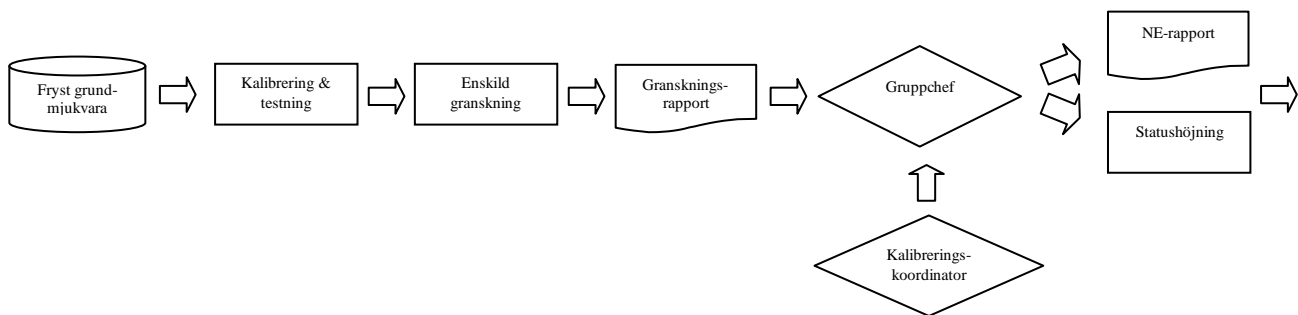 Fryst grund-
mjukvara
Kalibrering &
testning
Enskild
granskning
Gransknings-
rapport
Gruppchef
NE-rapport
Statushöjning
Kalibrerings-
koordinator